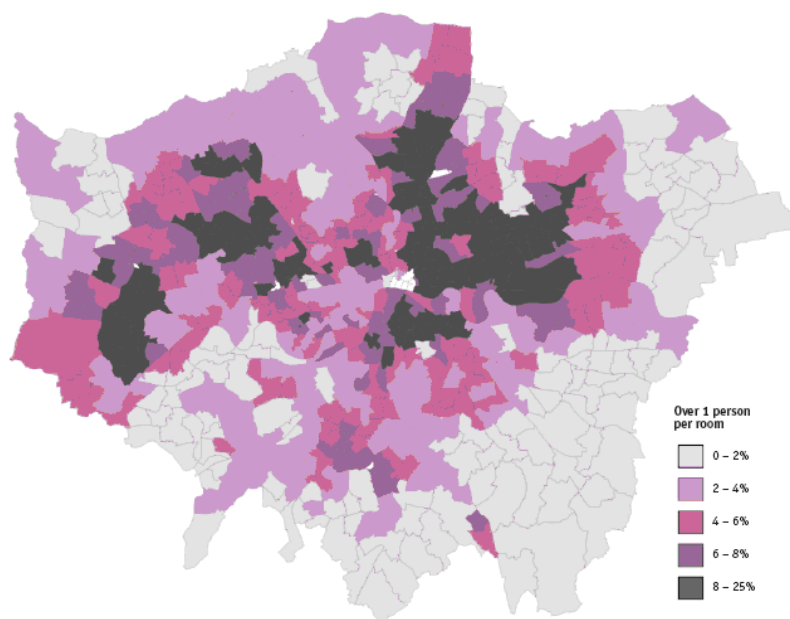 Over 1 person
per room
0 – 2%
2 – 4%
4 – 6%
6 – 8%
8 – 25%